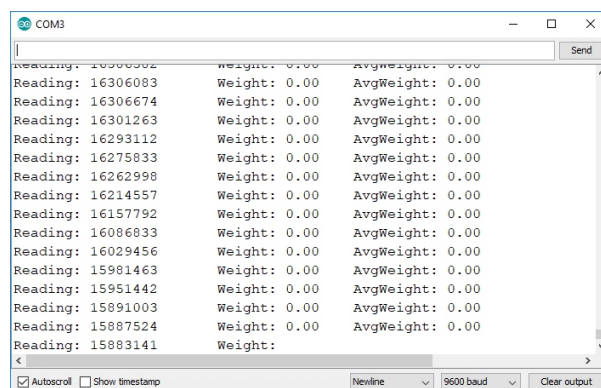 COM3
Send
Reading: 16306083 Weight: 0.00 AvgWeight: 0.00
Reading: 16306674 Weight: 0.00 AvgWeight: 0.00
Reading: 16301263 Weight: 0.00 AvgWeight: 0.00
Reading: 16293112 Weight: 0.00 AvgWeight: 0.00
Reading: 16275833 Weight: 0.00 AvgWeight: 0.00
Reading: 16262998 Weight: 0.00 AvgWeight: 0.00
Reading: 16214557 Weight: 0.00 AvgWeight: 0.00
Reading: 16157792 Weight: 0.00 AvgWeight: 0.00
Reading: 16086833 Weight: 0.00 AvgWeight: 0.00
Reading: 16029456 Weight: 0.00 AvgWeight: 0.00
Reading: 15981463 Weight: 0.00 AvgWeight: 0.00
Reading: 15951442 Weight: 0.00 AvgWeight: 0.00
Reading: 15891003 Weight: 0.00 AvgWeight: 0.00
Reading: 15887524 Weight: 0.00 AvgWeight: 0.00
Reading: 15883141 Weight:
Autoscroll Show timestamp Newline 9600 baud Clear output